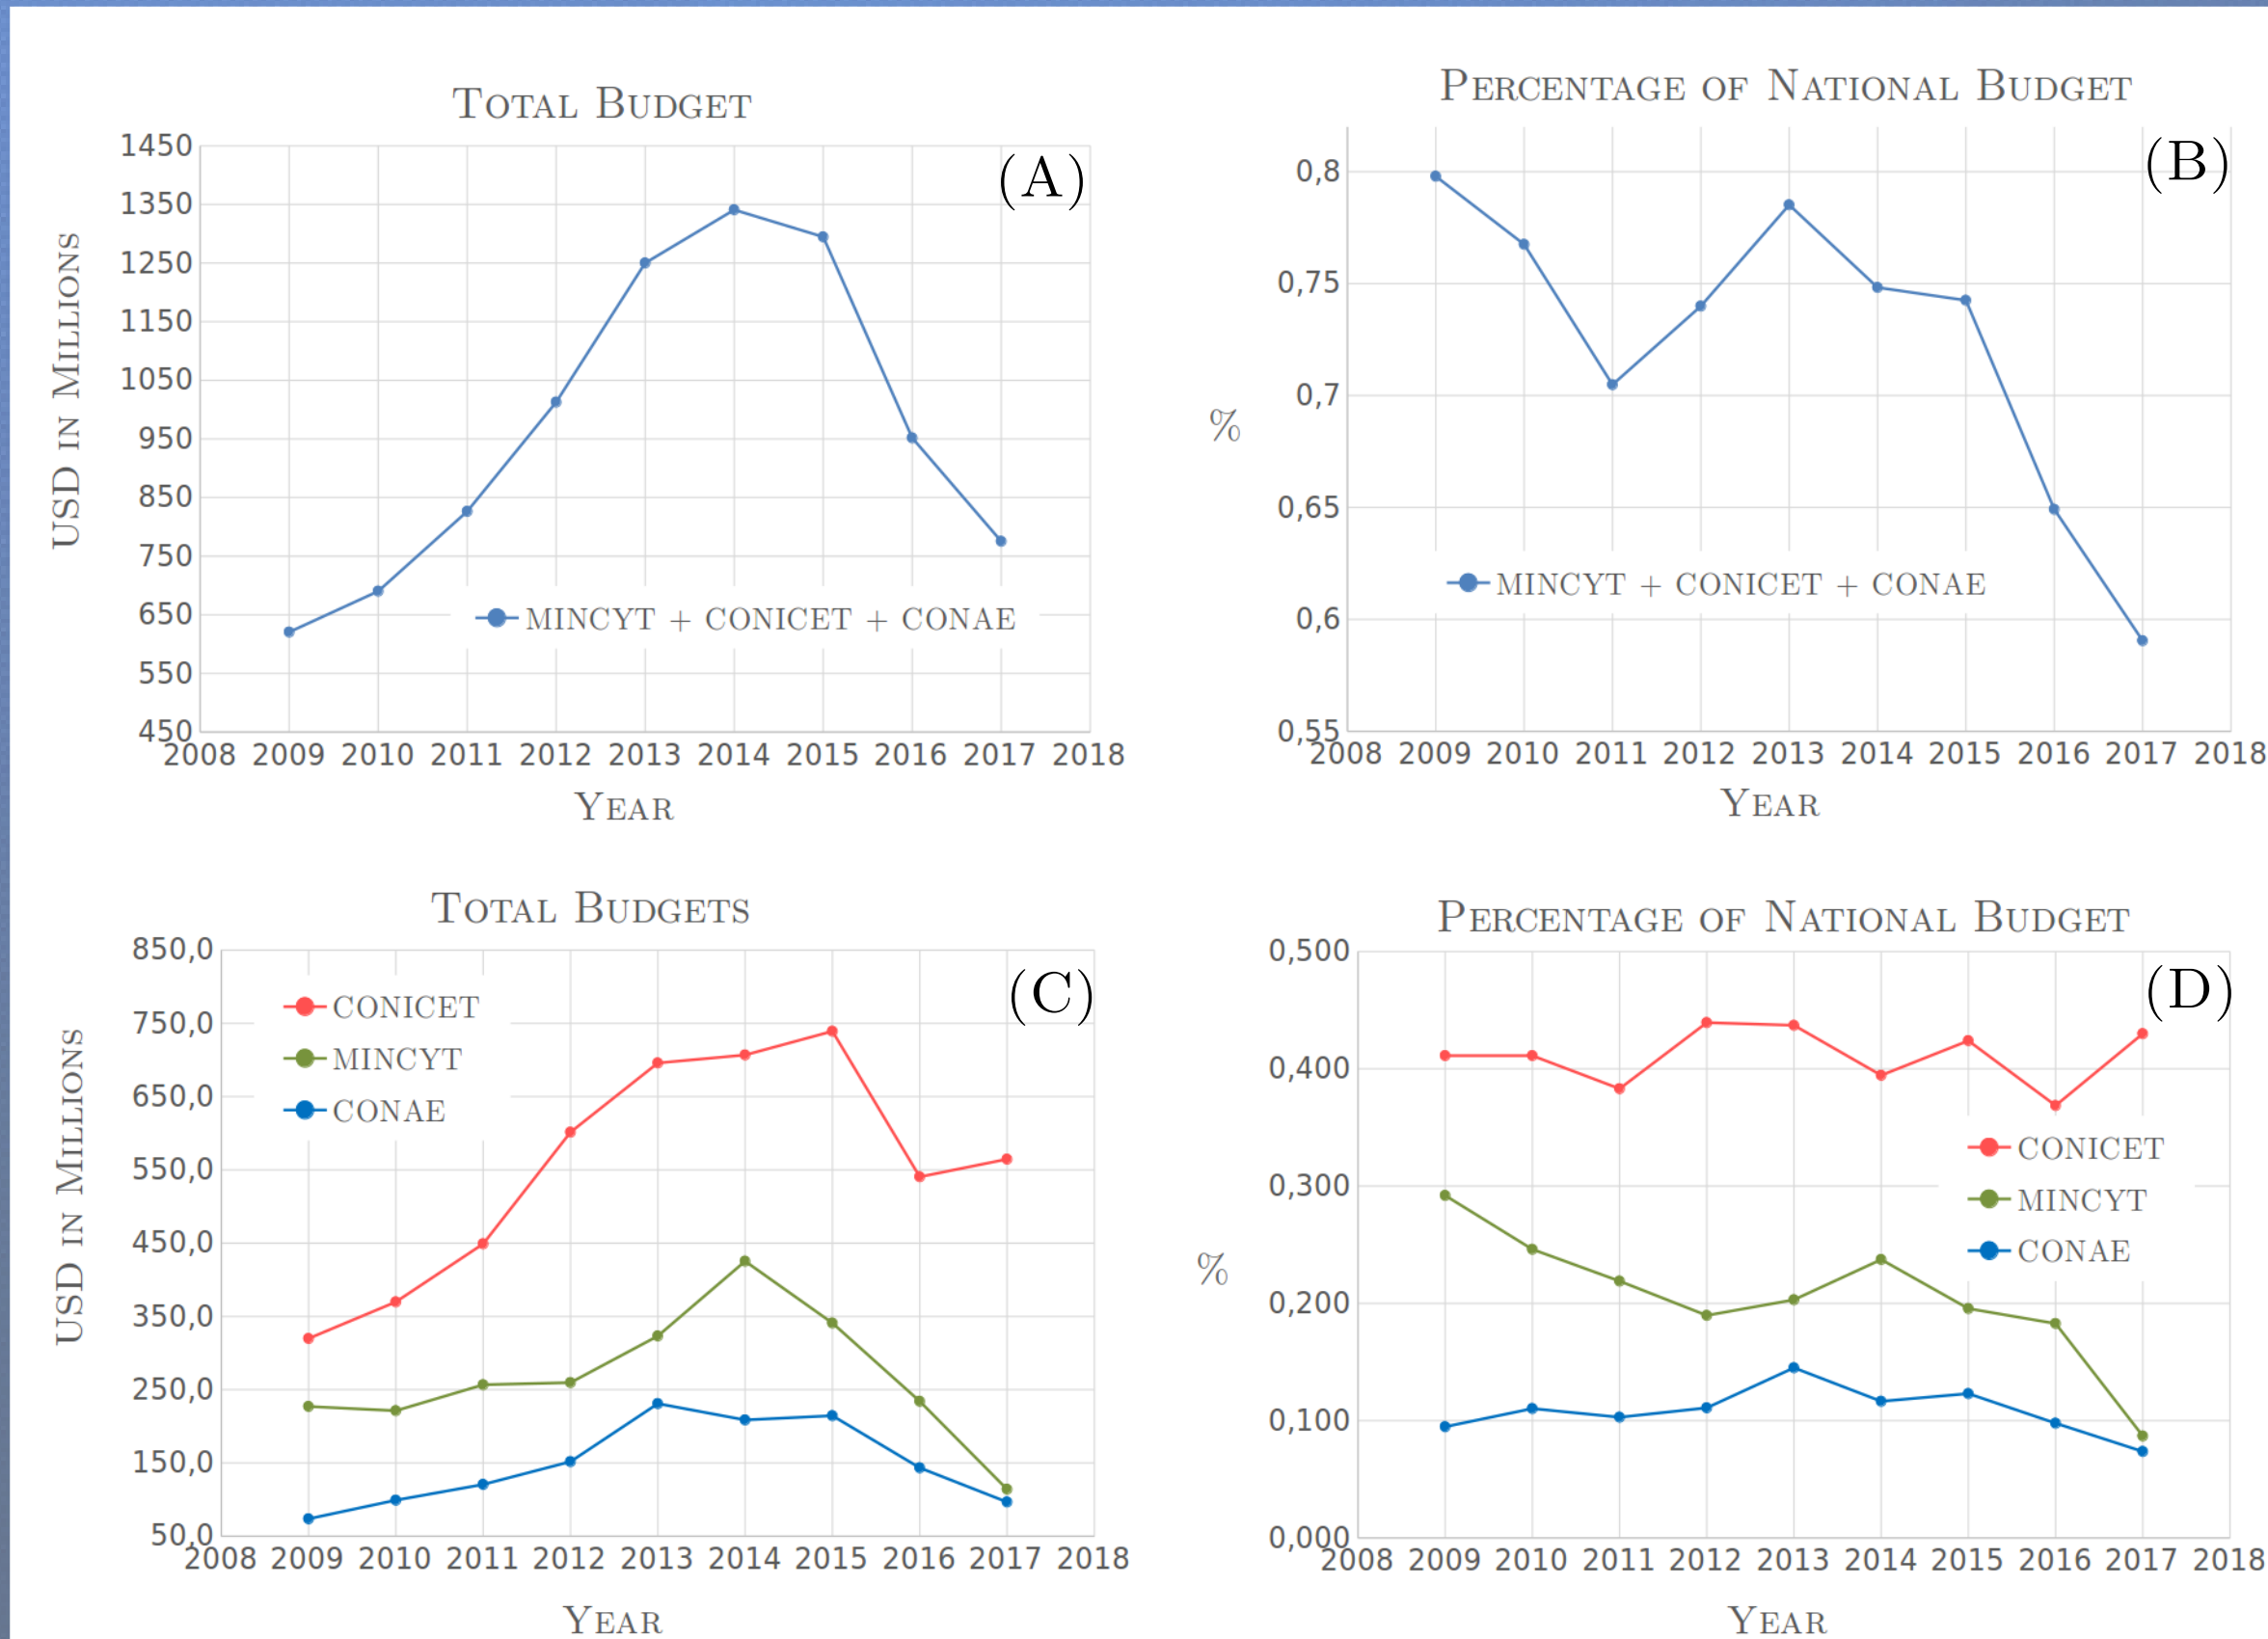 TOTAL BUDGET
(A)
USD IN MILLIONS
1450
1350
1250
1150
1050
950
850
750
650
550
450
MINCYT + CONICET + CONAE
2008 2009 2010 2011 2012 2013 2014 2015 2016 2017 2018
YEAR
PERCENTAGE OF NATIONAL BUDGET
(B)
%
0,8
0,75
0,7
0,65
0,6
0,55
MINCYT + CONICET + CONAE
2008 2009 2010 2011 2012 2013 2014 2015 2016 2017 2018
YEAR
TOTAL BUDGETS
(C)
USD IN MILLIONS
850,0
750,0
650,0
550,0
450,0
350,0
250,0
150,0
50,0
CONICET
MINCYT
CONAE
2008 2009 2010 2011 2012 2013 2014 2015 2016 2017 2018
YEAR
PERCENTAGE OF NATIONAL BUDGET
(D)
%
0,500
0,400
0,300
0,200
0,100
0,000
CONICET
MINCYT
CONAE
2008 2009 2010 2011 2012 2013 2014 2015 2016 2017 2018
YEAR